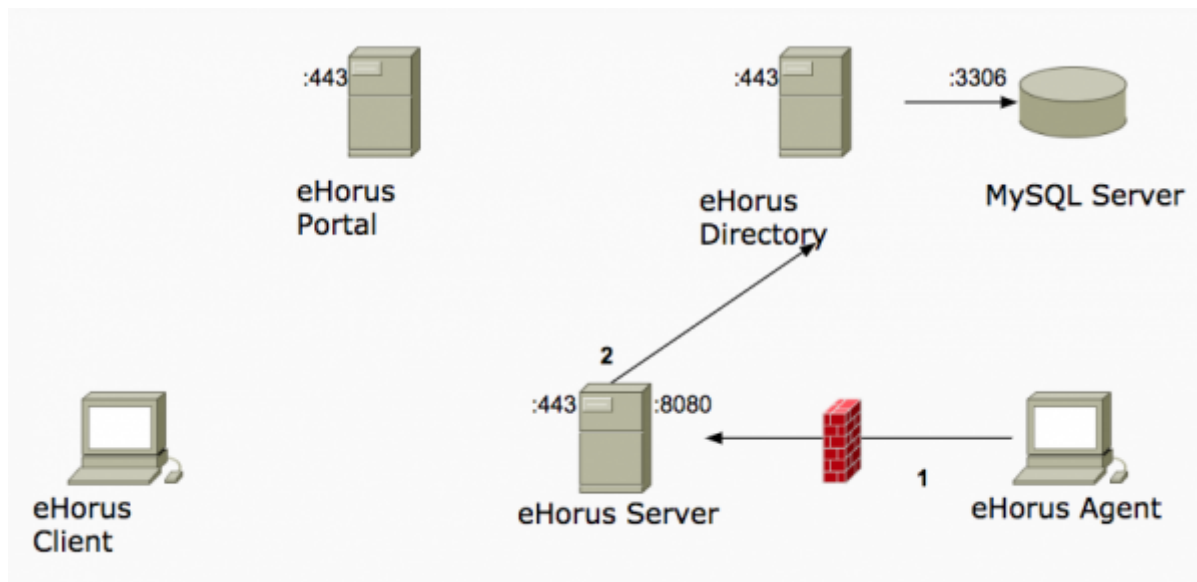 :443
:443
:3306
eHorus
Portal
eHorus
Directory
MySQL Server
2
:443
:8080
1
eHorus
Client
eHorus Server
eHorus Agent